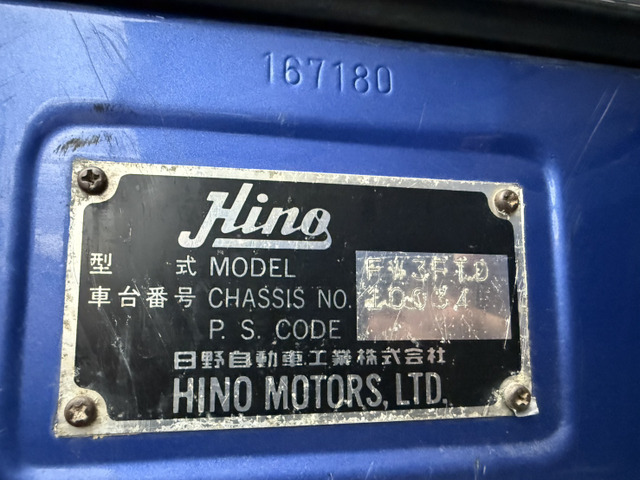 167180
Hino
型式 MODEL
車台番号 CHASSIS NO.
P. S. CODE
日野自動車工業株式会社
HINO MOTORS, LTD.